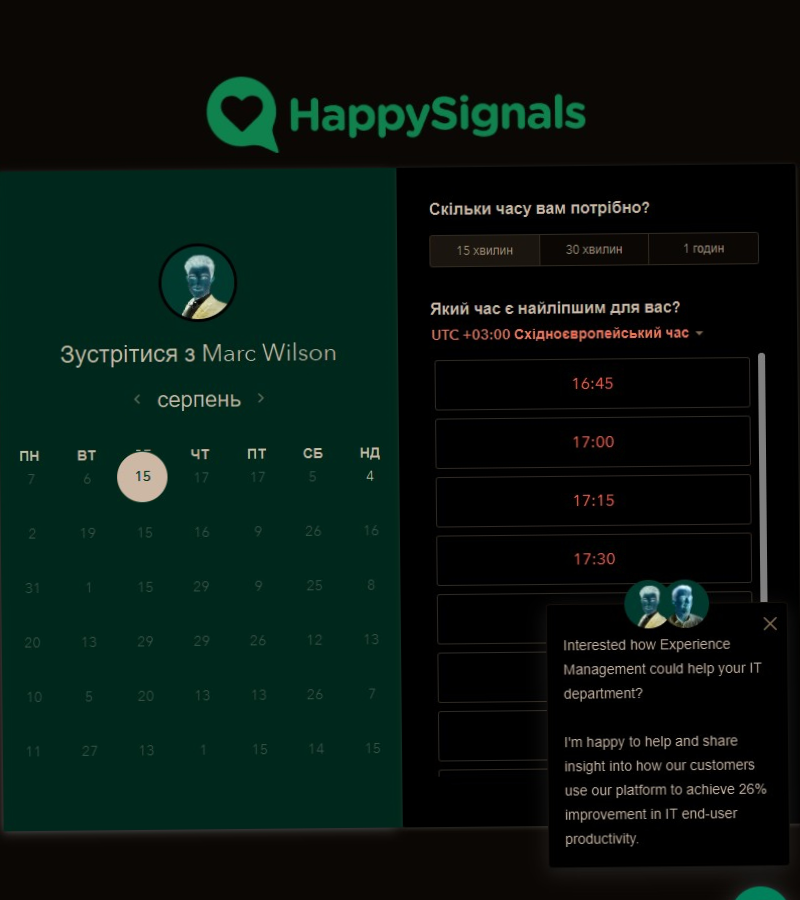 HappySignals
Зустрітися з Marc Wilson
серпень
ПН ВТ ЧТ ПТ СБ НД
7 6 15 17 17 5 4
2 19 15 16 9 26 16
31 1 15 29 9 25 8
20 13 29 29 26 12 13
10 5 20 13 13 26 7
11 27 13 1 15 14 15
Скільки часу вам потрібно?
15 хвилин 30 хвилин 1 годин
Який час є найліпшим для вас?
UTC +03:00 Східноєвропейський час
16:45
17:00
17:15
17:30
Interested how Experience
Management could help your IT
department?
I'm happy to help and share
insight into how our customers
use our platform to achieve 26%
improvement in IT end-user
productivity.